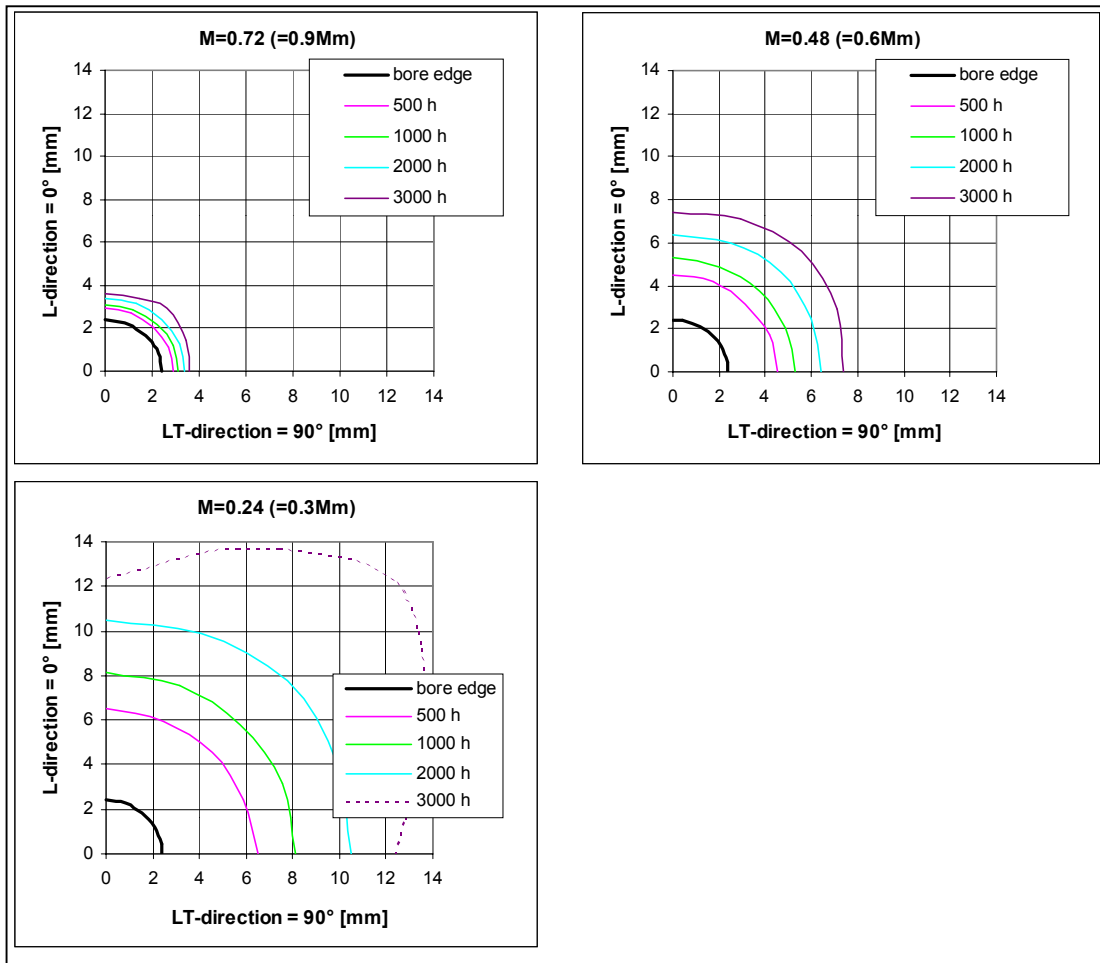 M=0.72 (=0.9Mm)
L-direction = 0° [mm]
14
12
10
8
6
4
2
0
0 2 4 6 8 10 12 14
LT-direction = 90° [mm]
bore edge
500 h
1000 h
2000 h
3000 h
M=0.48 (=0.6Mm)
L-direction = 0° [mm]
14
12
10
8
6
4
2
0
0 2 4 6 8 10 12 14
LT-direction = 90° [mm]
bore edge
500 h
1000 h
2000 h
3000 h
M=0.24 (=0.3Mm)
L-direction = 0° [mm]
14
12
10
8
6
4
2
0
0 2 4 6 8 10 12 14
LT-direction = 90° [mm]
bore edge
500 h
1000 h
2000 h
3000 h